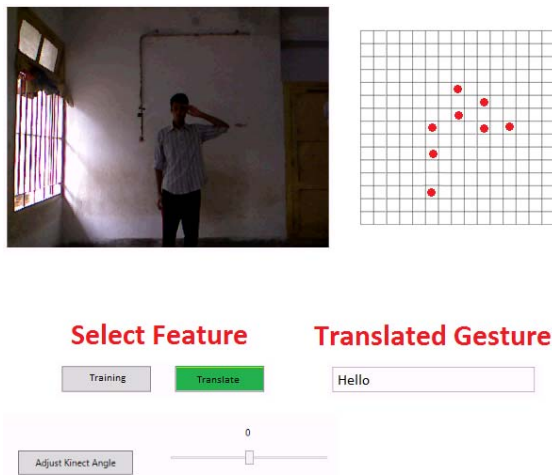 Select Feature
Translated Gesture
Training
Translate
Hello
0
Adjust Kinect Angle